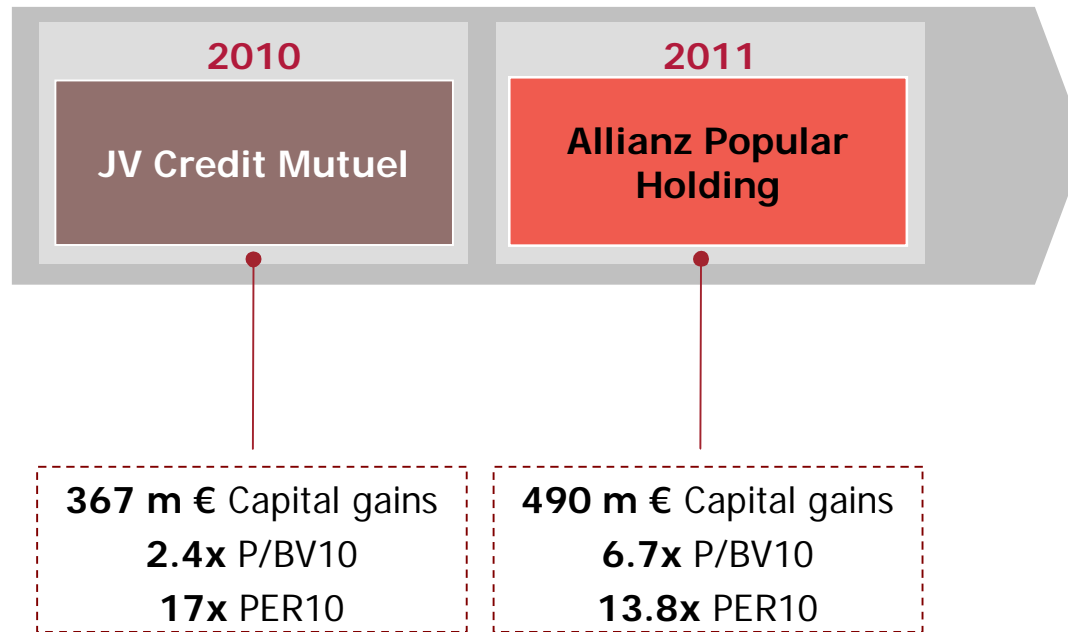 2010
JV Credit Mutuel
367 m € Capital gains
2.4x P/BV10
17x PER10
2011
Allianz Popular
Holding
490 m € Capital gains
6.7x P/BV10
13.8x PER10